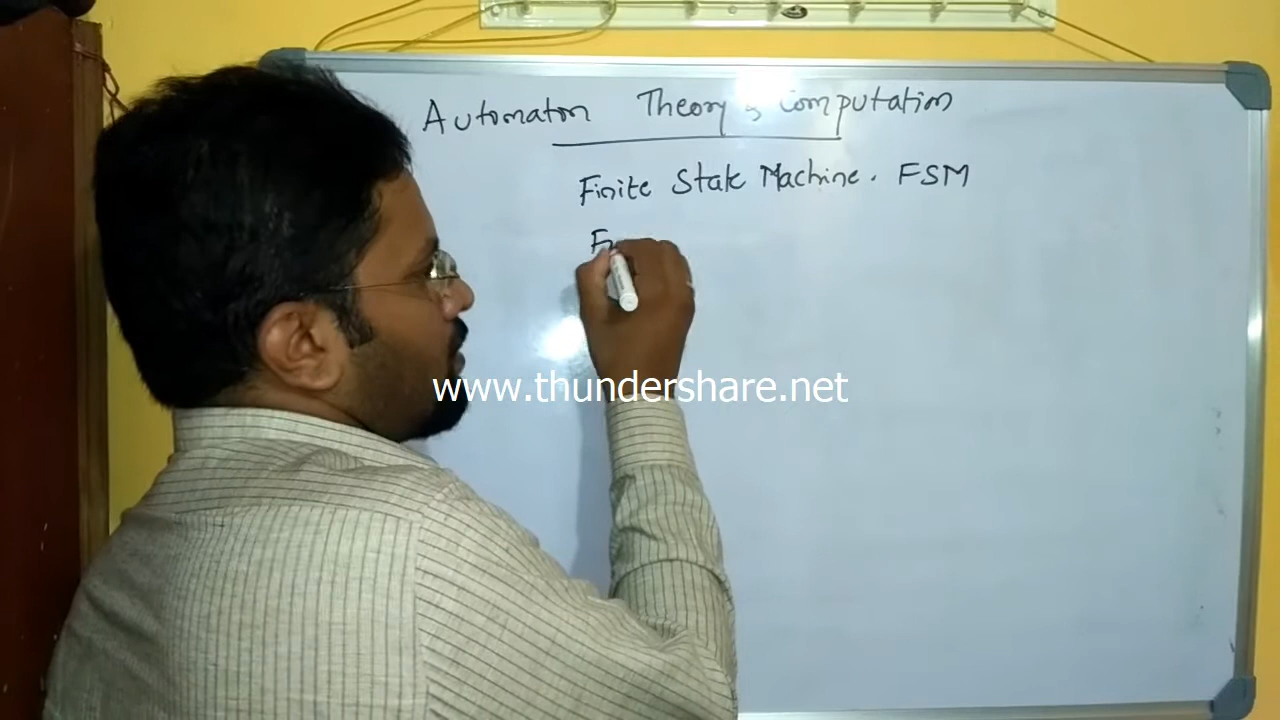 Automaton Theory & Computation
Finite State Machine. FSM
F
www.thundershare.net